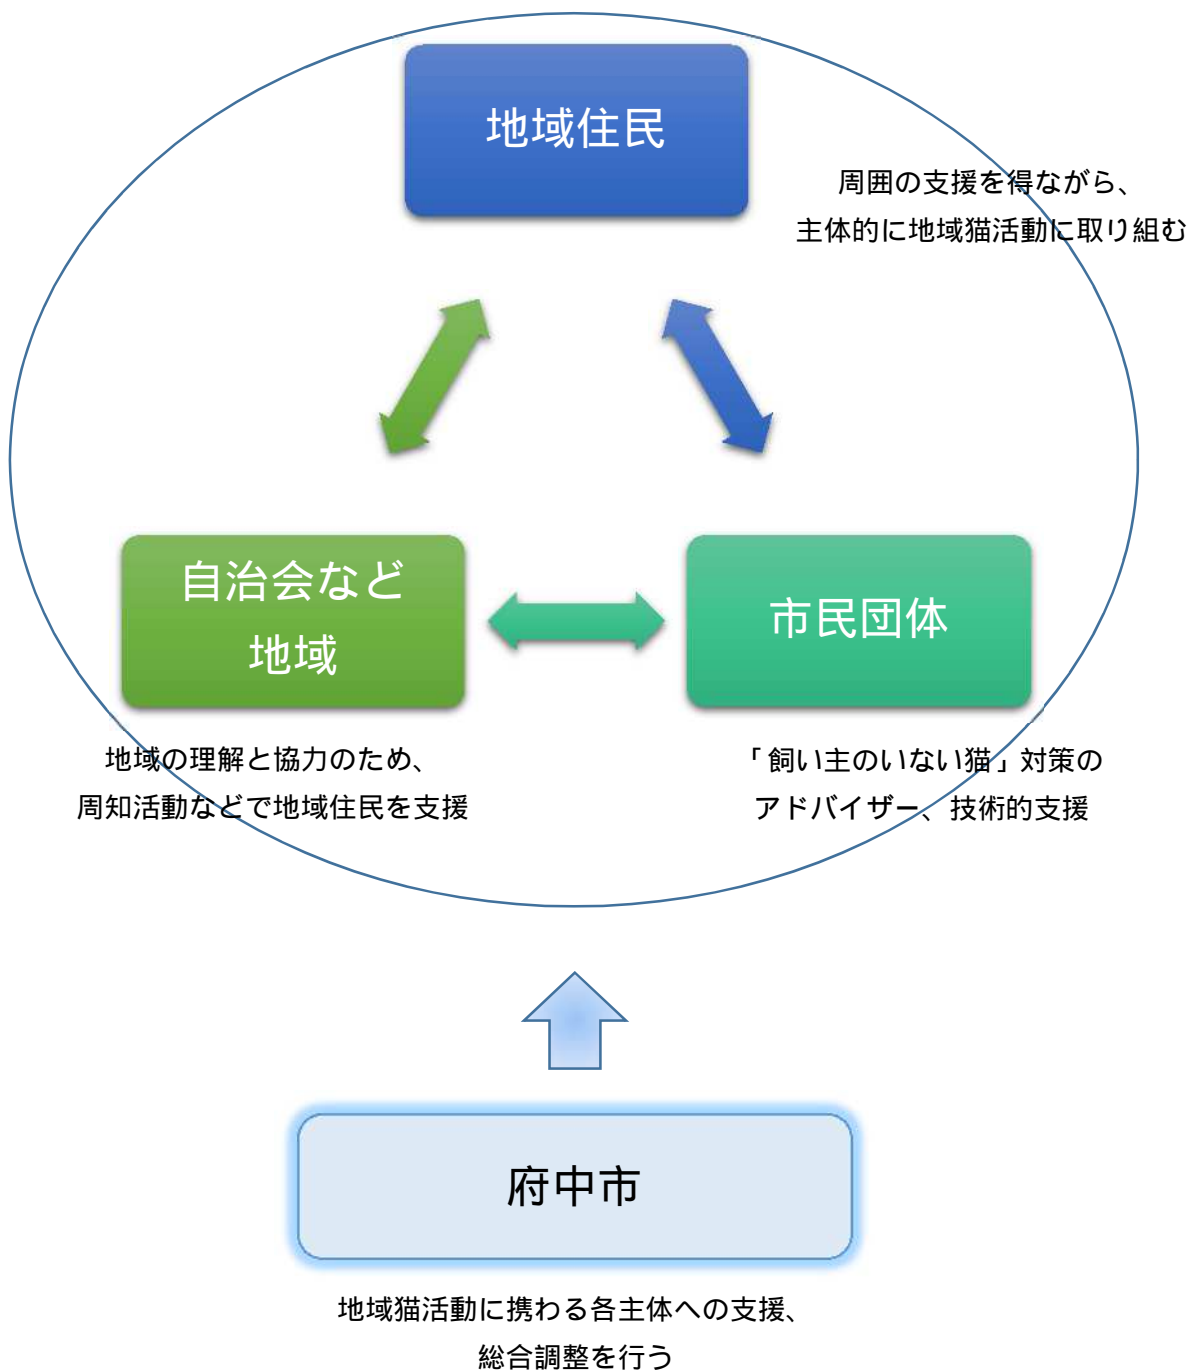 地域住民
周囲の支援を得ながら、
主体的に地域猫活動に取り組む
自治会など
地域
市民団体
地域の理解と協力のため、
周知活動などで地域住民を支援
「飼い主のいない猫」対策の
アドバイザー、技術的支援
府中市
地域猫活動に携わる各主体への支援、
総合調整を行う